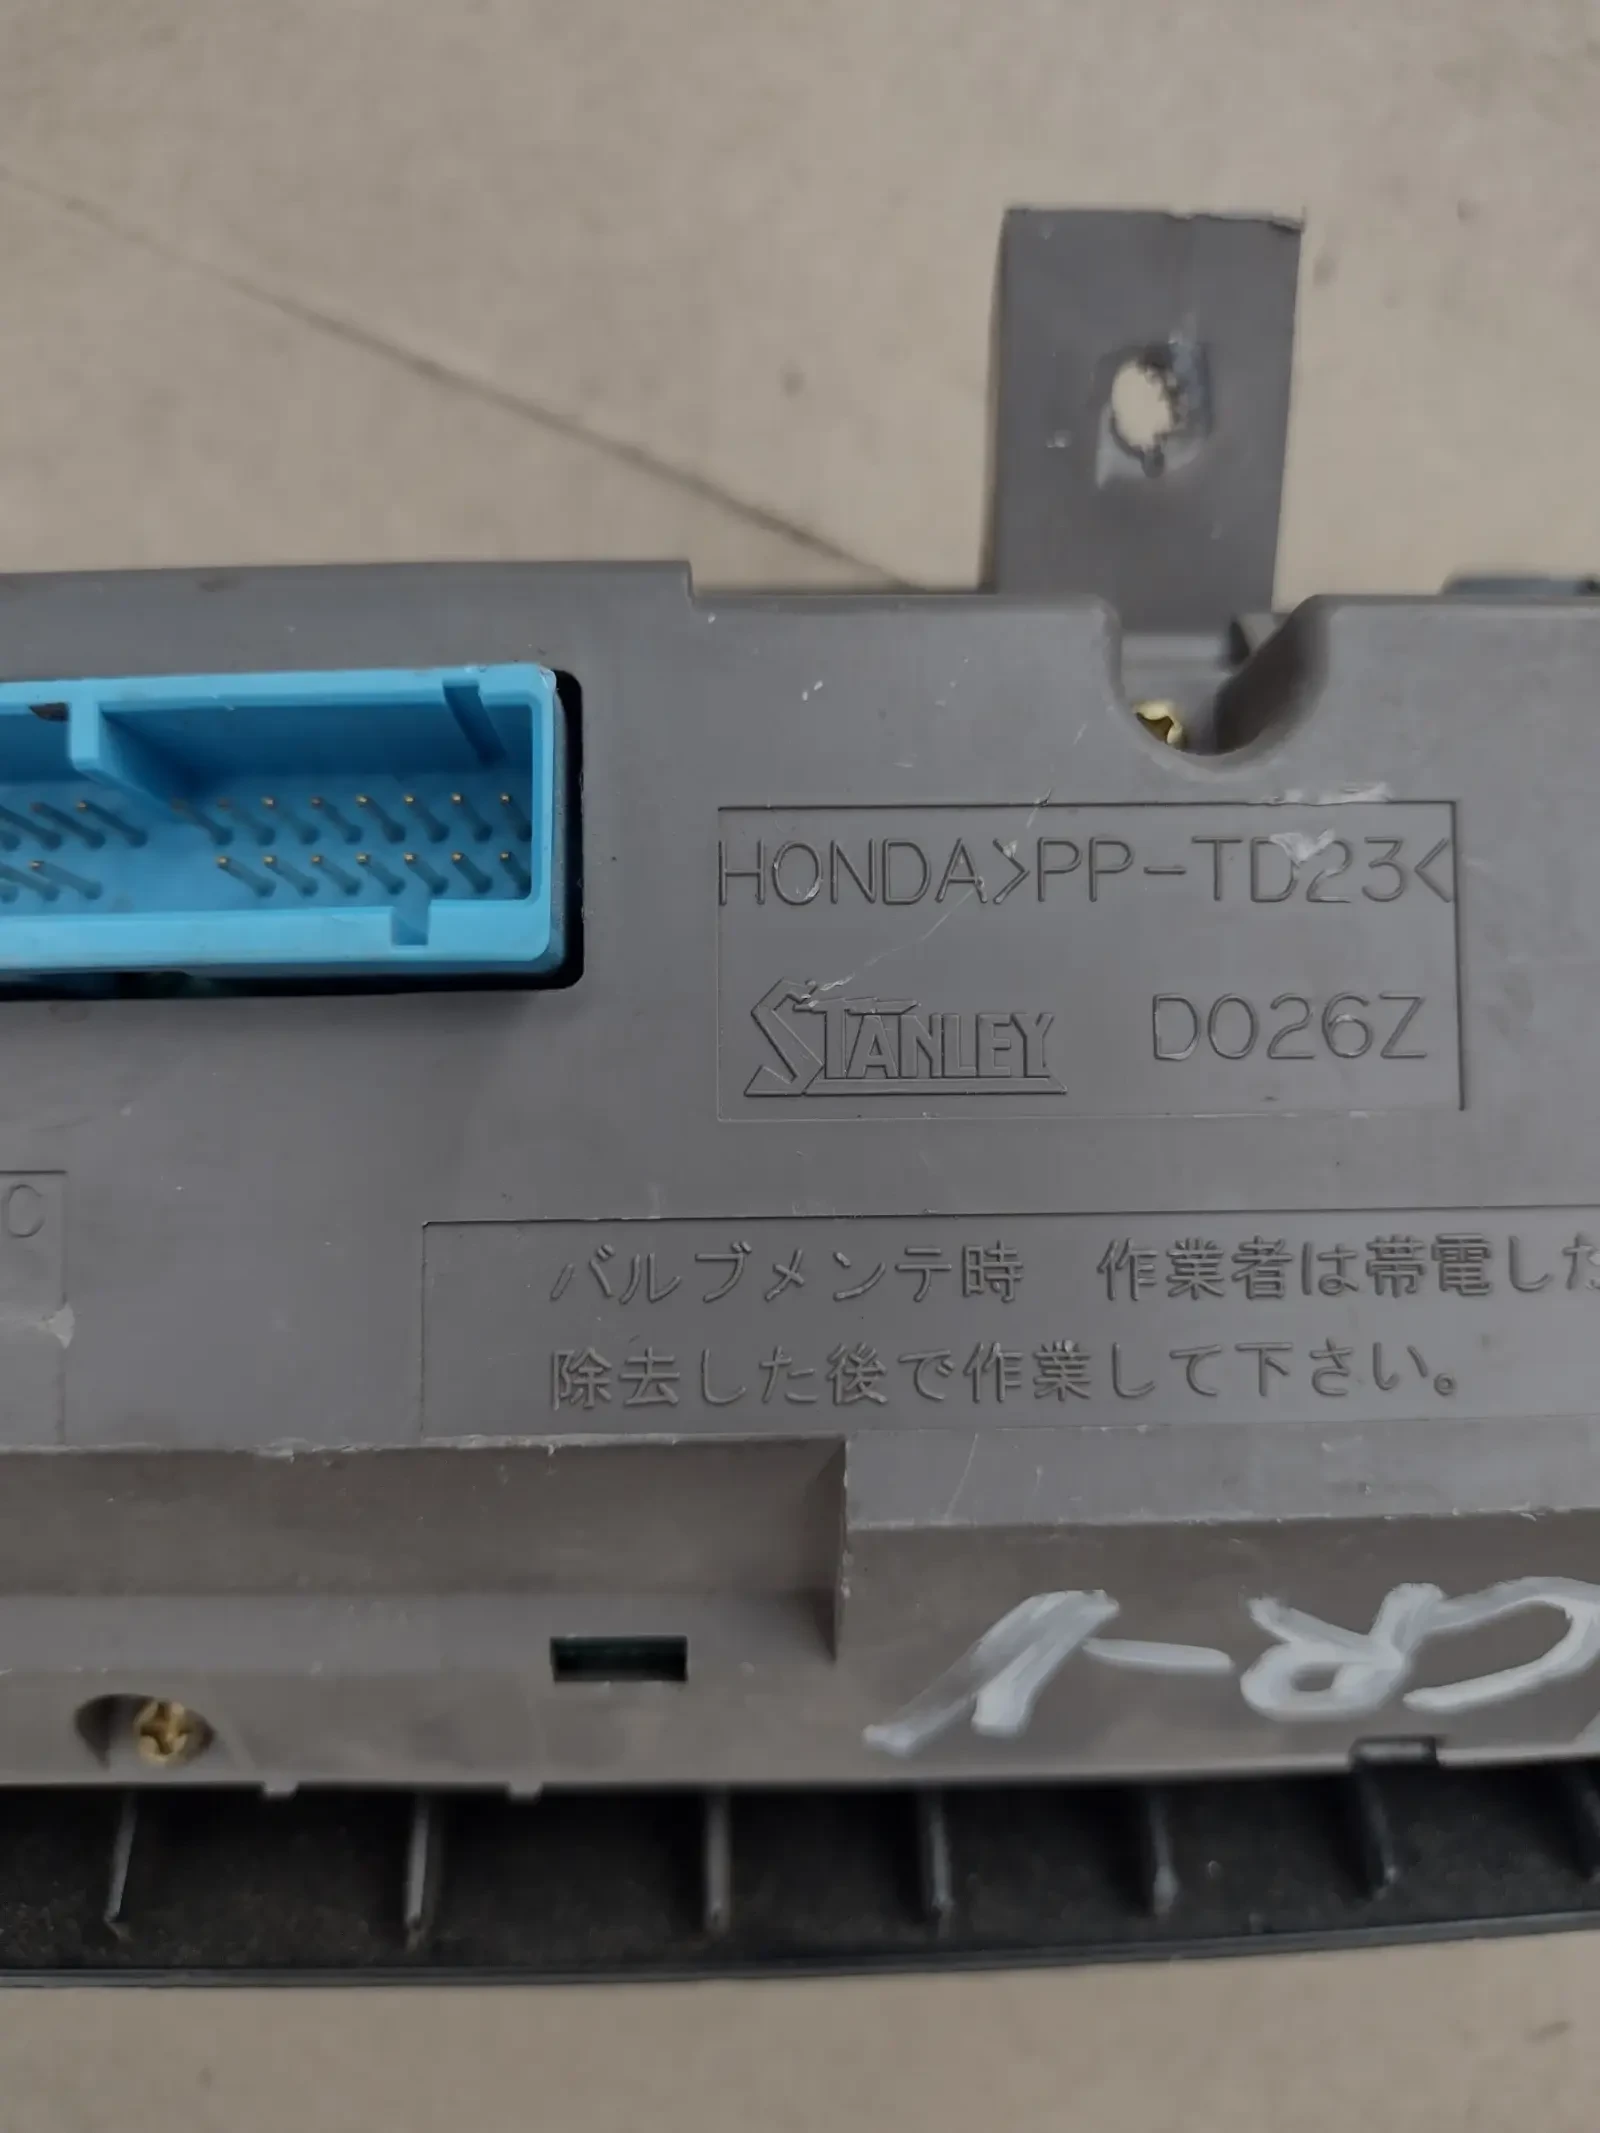 HONDA>PP-TD23<
STANLEY D026Z
C
バルブメンテ時 作業者は帯電した
除去した後で作業して下さい。
CR-V